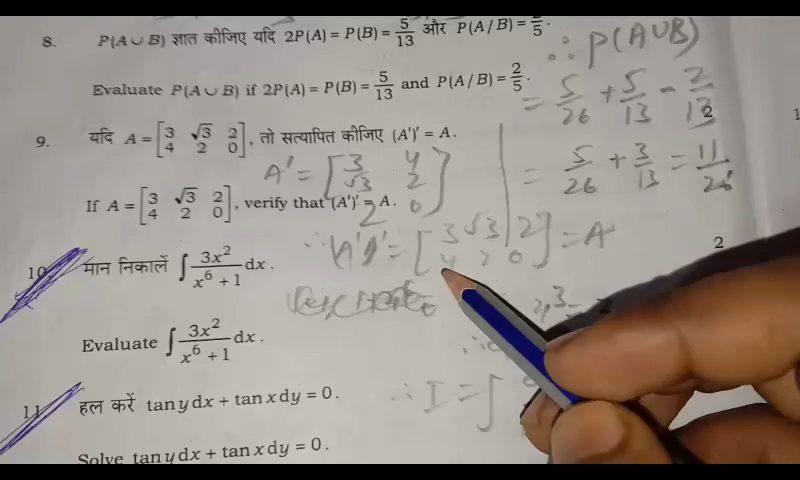 8. P(A ∪ B) ज्ञात कीजिए यदि 2P(A) = P(B) = 5/13 और P(A/B) = 2/5.
∴ P(A∪B)
Evaluate P(A ∪ B) if 2P(A) = P(B) = 5/13 and P(A/B) = 2/5.
= 5/26 + 5/13 - 2/13
2
9. यदि A = [3 √3 2; 4 2 0], तो सत्यापित कीजिए (A′)′ = A.
A' = [3 4; √3 2; 2 0]
= 5/26 + 3/13 = 11/26
If A = [3 √3 2; 4 2 0], verify that (A′)′ = A.
= [3 √3 2; 4 2 0] = A
2
10. मान निकालें ∫ 3x²/(x⁶ + 1) dx.
Evaluate ∫ 3x²/(x⁶ + 1) dx.
∴ I = ∫
11. हल करें tan y dx + tan x dy = 0.
Solve tan y dx + tan x dy = 0.